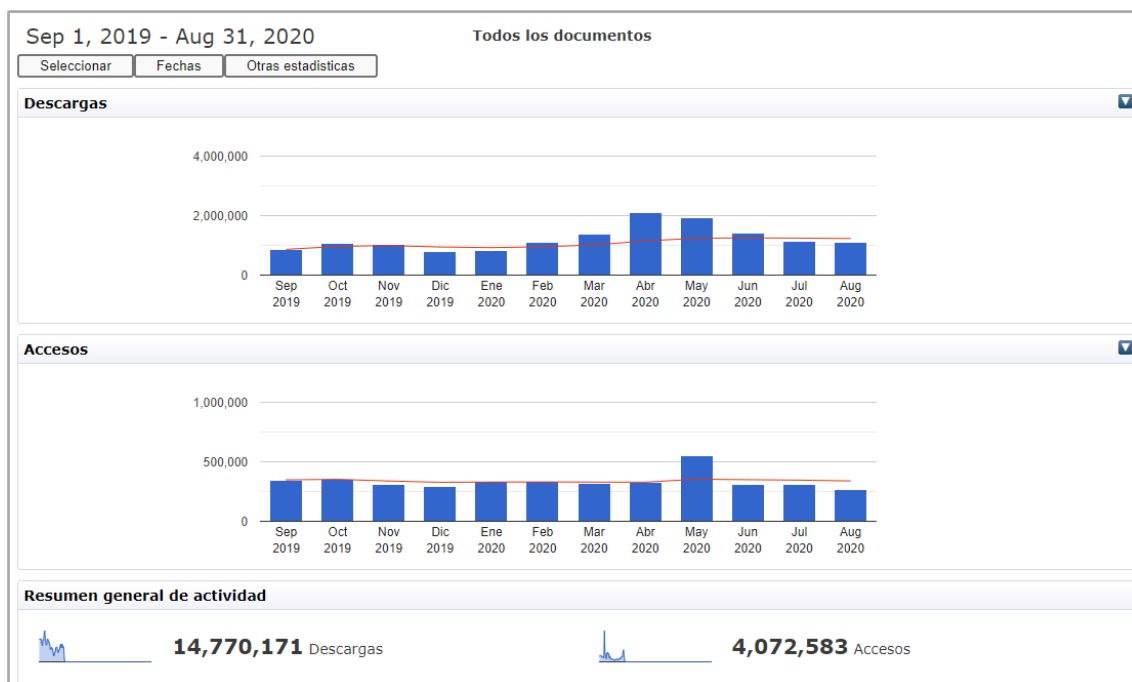 Sep 1, 2019 - Aug 31, 2020
Todos los documentos
Seleccionar Fechas Otras estadisticas
Descargas
4,000,000
2,000,000
0
Sep Oct Nov Dic Ene Feb Mar Abr May Jun Jul Aug
2019 2019 2019 2019 2020 2020 2020 2020 2020 2020 2020 2020
Accesos
1,000,000
500,000
0
Sep Oct Nov Dic Ene Feb Mar Abr May Jun Jul Aug
2019 2019 2019 2019 2020 2020 2020 2020 2020 2020 2020 2020
Resumen general de actividad
14,770,171 Descargas
4,072,583 Accesos